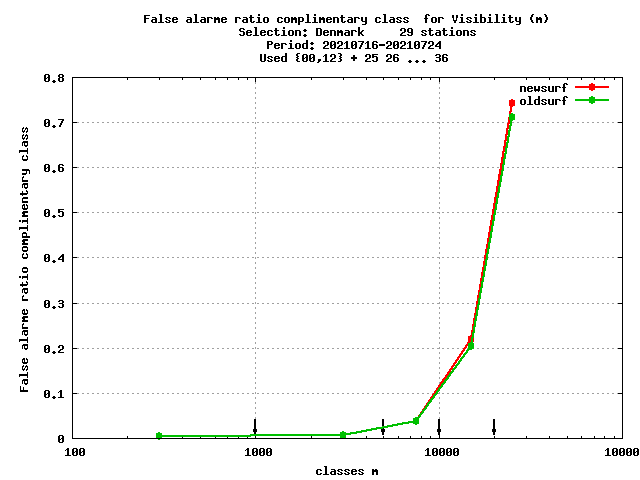 False alarme ratio complimentary class  for Visibility (m)
Selection: Denmark     29 stations
Period: 20210716-20210724
Used {00,12} + 25 26 ... 36
newsurf
oldsurf
False alarme ratio complimentary class
0.8
0.7
0.6
0.5
0.4
0.3
0.2
0.1
0
100 1000 10000 10000
classes m